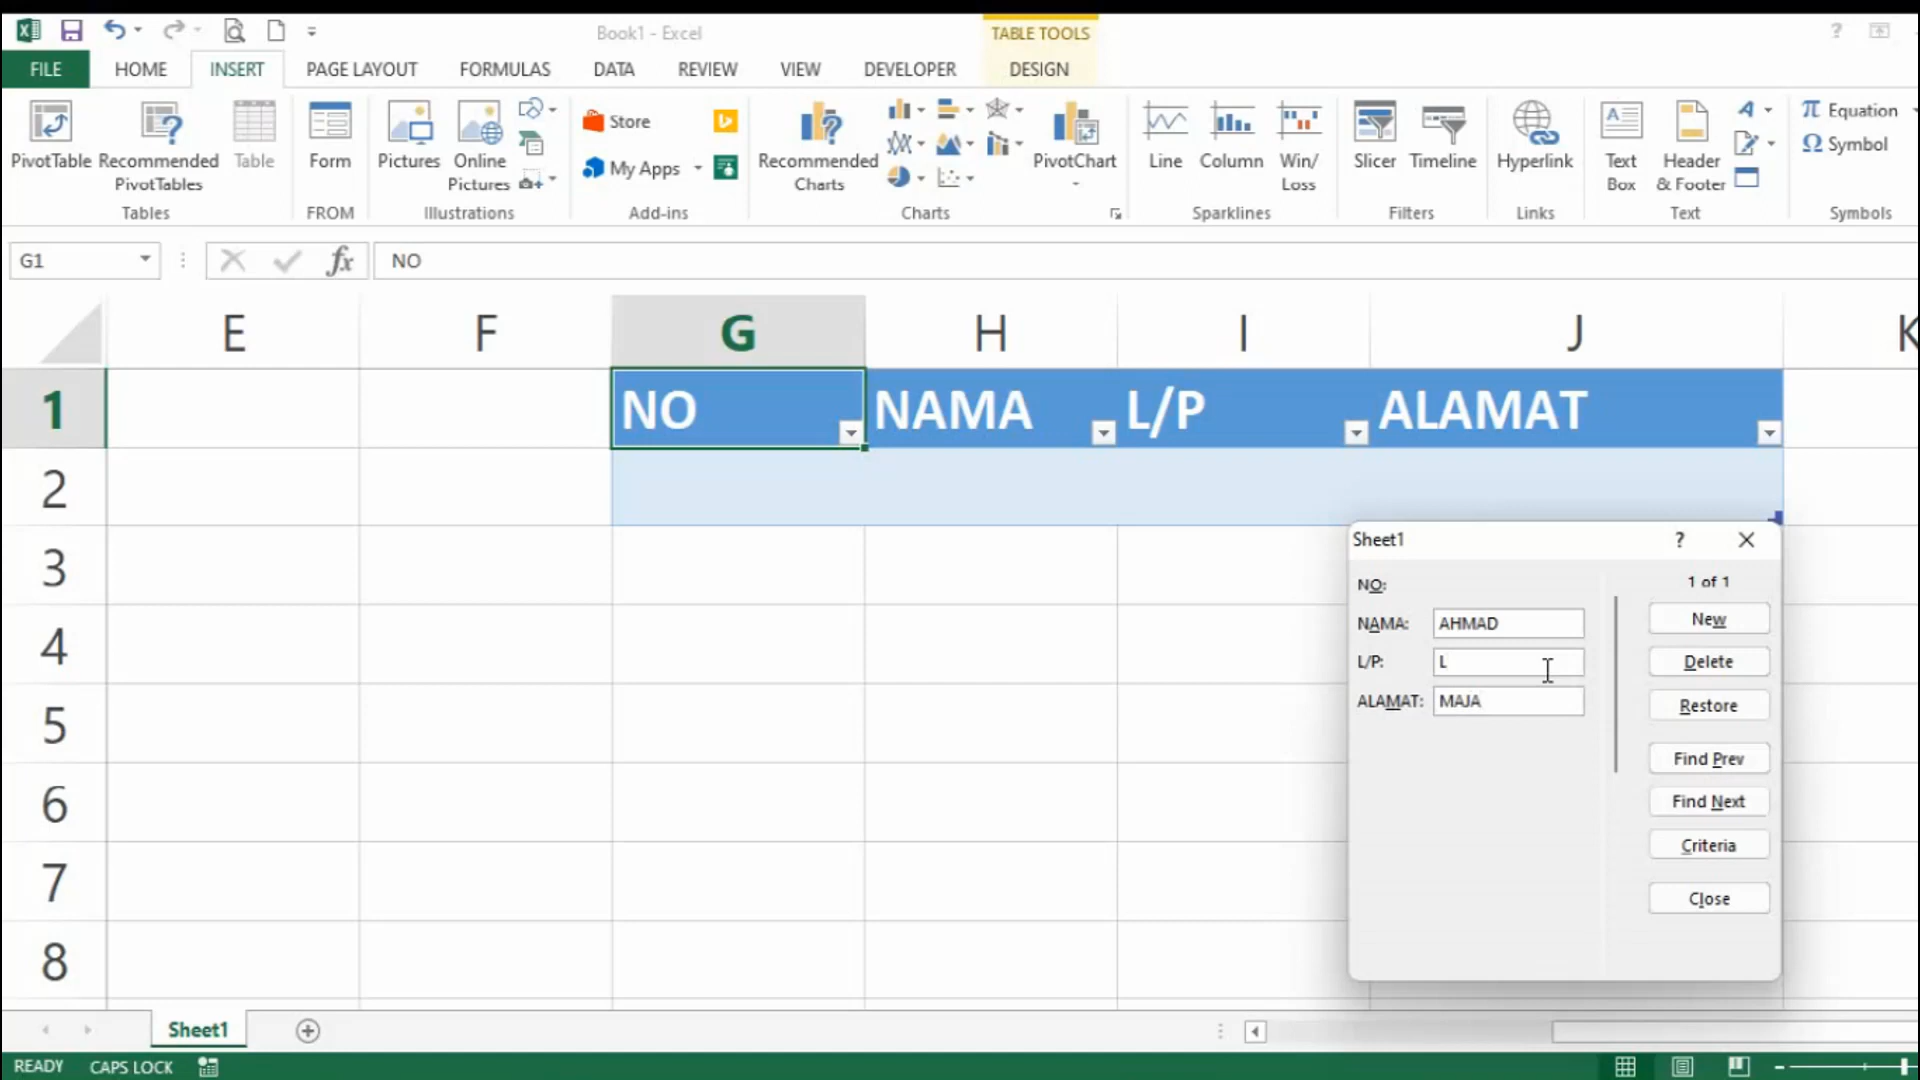 Book1 - Excel
TABLE TOOLS
?
FILE
HOME
INSERT
PAGE LAYOUT
FORMULAS
DATA
REVIEW
VIEW
DEVELOPER
DESIGN
PivotTable
Recommended
PivotTables
Table
Tables
Form
FROM
Pictures
Online
Pictures
Illustrations
Store
My Apps
Add-ins
Recommended
Charts
PivotChart
Charts
Line
Column
Win/
Loss
Sparklines
Slicer
Timeline
Filters
Hyperlink
Links
Text
Box
Header
& Footer
Text
π Equation
Ω Symbol
Symbols
G1
fx
NO
E F G H I J K
1 NO NAMA L/P ALAMAT
2
3
4
5
6
7
8
Sheet1 ?
NO: 1 of 1
NAMA: AHMAD
L/P: L
ALAMAT: MAJA
New
Delete
Restore
Find Prev
Find Next
Criteria
Close
Sheet1
READY CAPS LOCK